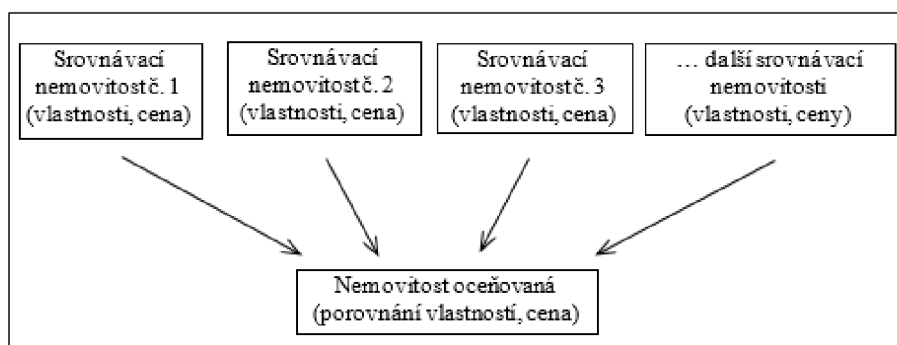 Srovnávací
nemovitost č. 1
(vlastnosti, cena)
Srovnávací
nemovitost č. 2
(vlastnosti, cena)
Srovnávací
nemovitost č. 3
(vlastnosti, cena)
… další srovnávací
nemovitosti
(vlastnosti, ceny)
Nemovitost oceňovaná
(porovnání vlastností, cena)